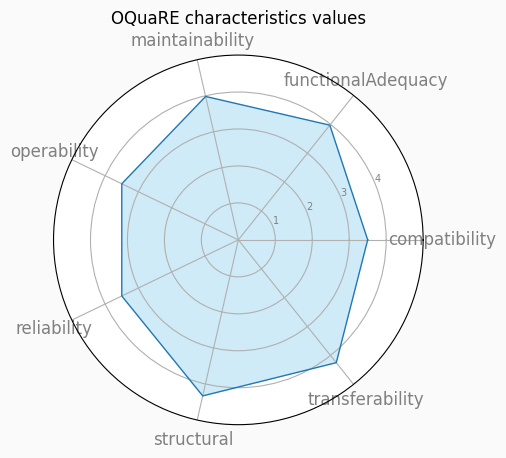 OQuaRE characteristics values
maintainability
functionalAdequacy
operability
4
3
2
1
compatibility
reliability
transferability
structural